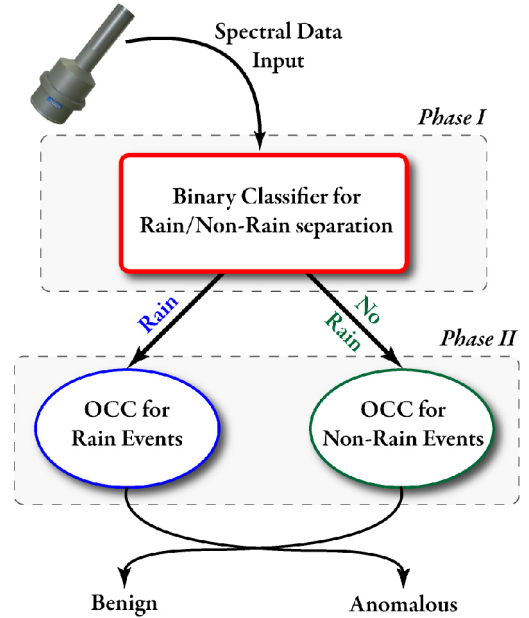 Spectral Data
Input
Phase I
Binary Classifier for
Rain/Non-Rain separation
Rain
No
Rain
Phase II
OCC for
Rain Events
OCC for
Non-Rain Events
Benign
Anomalous